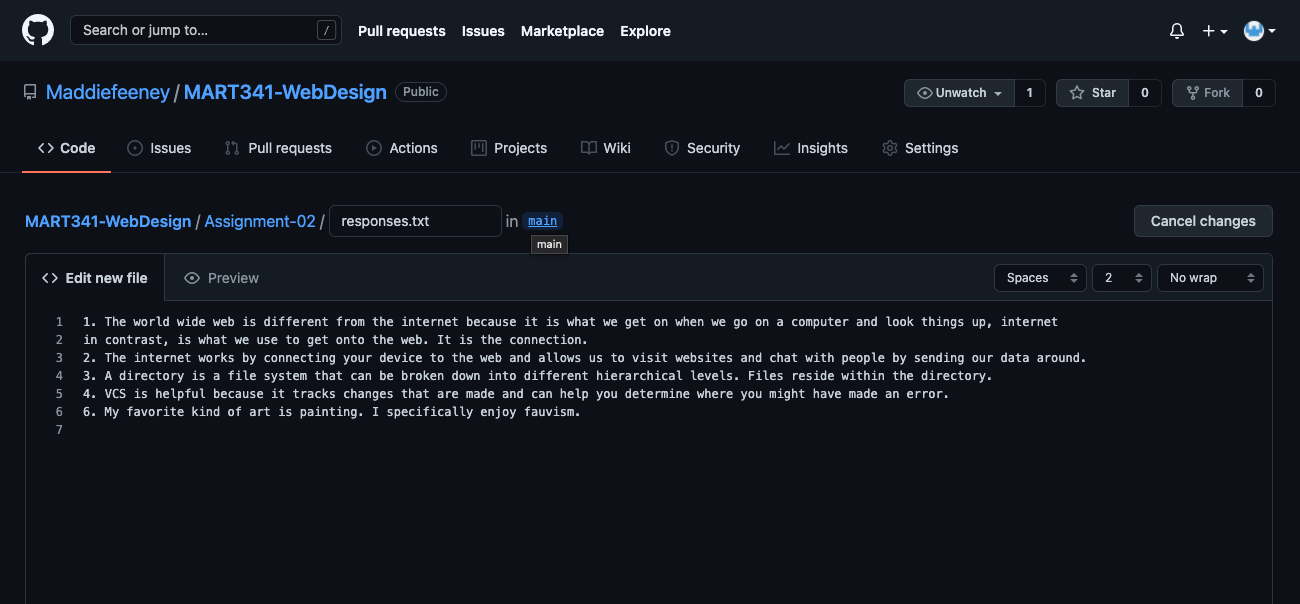 Search or jump to... /
Pull requests Issues Marketplace Explore
Maddiefeeney / MART341-WebDesign Public
Unwatch 1 Star 0 Fork 0
Code Issues Pull requests Actions Projects Wiki Security Insights Settings
MART341-WebDesign / Assignment-02 / responses.txt in main
Cancel changes
main
Edit new file Preview
Spaces 2 No wrap
1 1. The world wide web is different from the internet because it is what we get on when we go on a computer and look things up, internet
2 in contrast, is what we use to get onto the web. It is the connection.
3 2. The internet works by connecting your device to the web and allows us to visit websites and chat with people by sending our data around.
4 3. A directory is a file system that can be broken down into different hierarchical levels. Files reside within the directory.
5 4. VCS is helpful because it tracks changes that are made and can help you determine where you might have made an error.
6 6. My favorite kind of art is painting. I specifically enjoy fauvism.
7